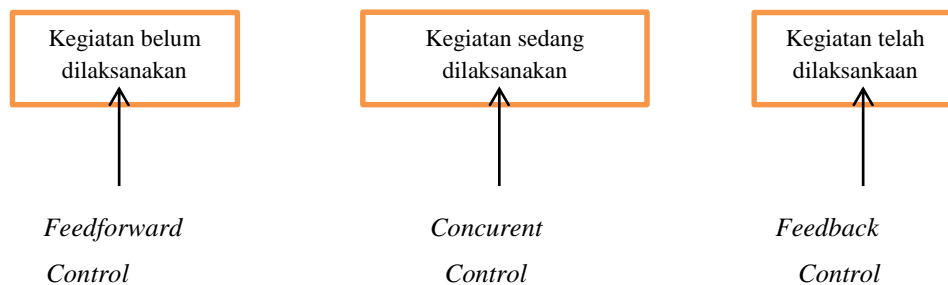 Kegiatan belum
dilaksanakan
Kegiatan sedang
dilaksanakan
Kegiatan telah
dilaksankaan
Feedforward
Control
Concurent
Control
Feedback
Control